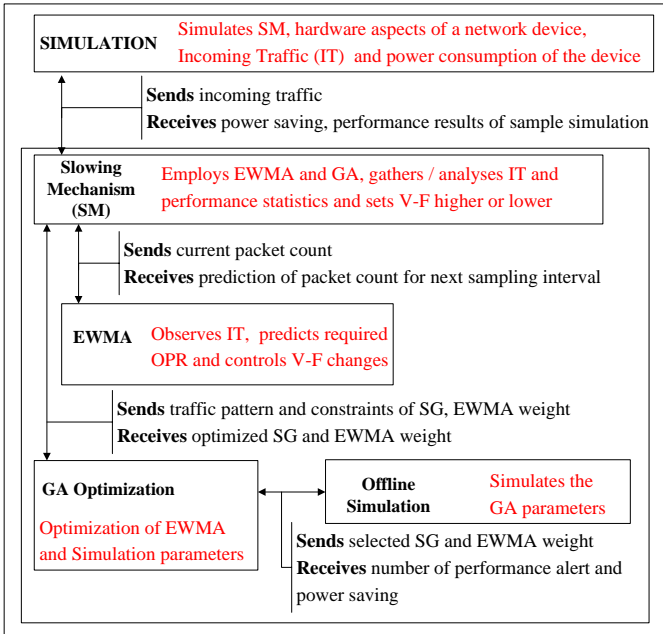 SIMULATION
Simulates SM, hardware aspects of a network device,
Incoming Traffic (IT) and power consumption of the device
Sends incoming traffic
Receives power saving, performance results of sample simulation
Slowing
Mechanism
(SM)
Employs EWMA and GA, gathers / analyses IT and
performance statistics and sets V-F higher or lower
Sends current packet count
Receives prediction of packet count for next sampling interval
EWMA
Observes IT, predicts required
OPR and controls V-F changes
Sends traffic pattern and constraints of SG, EWMA weight
Receives optimized SG and EWMA weight
GA Optimization
Optimization of EWMA
and Simulation parameters
Offline
Simulation
Simulates the
GA parameters
Sends selected SG and EWMA weight
Receives number of performance alert and
power saving